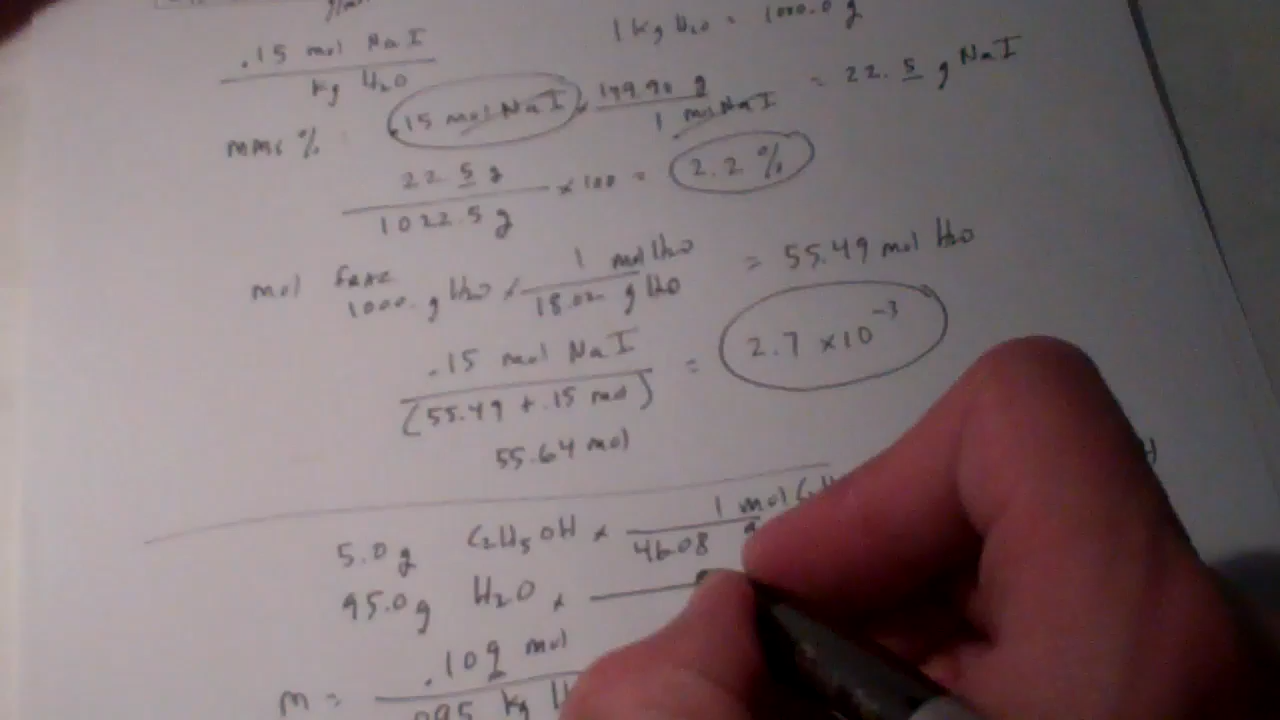 .15 mol NaI
kg H2O
1 kg H2O = 1000.0 g
mass % .15 mol NaI · 149.90 g = 22.5 g NaI
1 mol NaI
22.5 g × 100 = 2.2 %
1022.5 g
mol frac
1000. g H2O × 1 mol H2O = 55.49 mol H2O
18.02 g H2O
.15 mol NaI = 2.7 × 10⁻³
(55.49 + .15 mol)
55.64 mol
5.0 g C2H5OH × 1 mol
46.08 g
95.0 g H2O ×
m = .109 mol
.095 kg